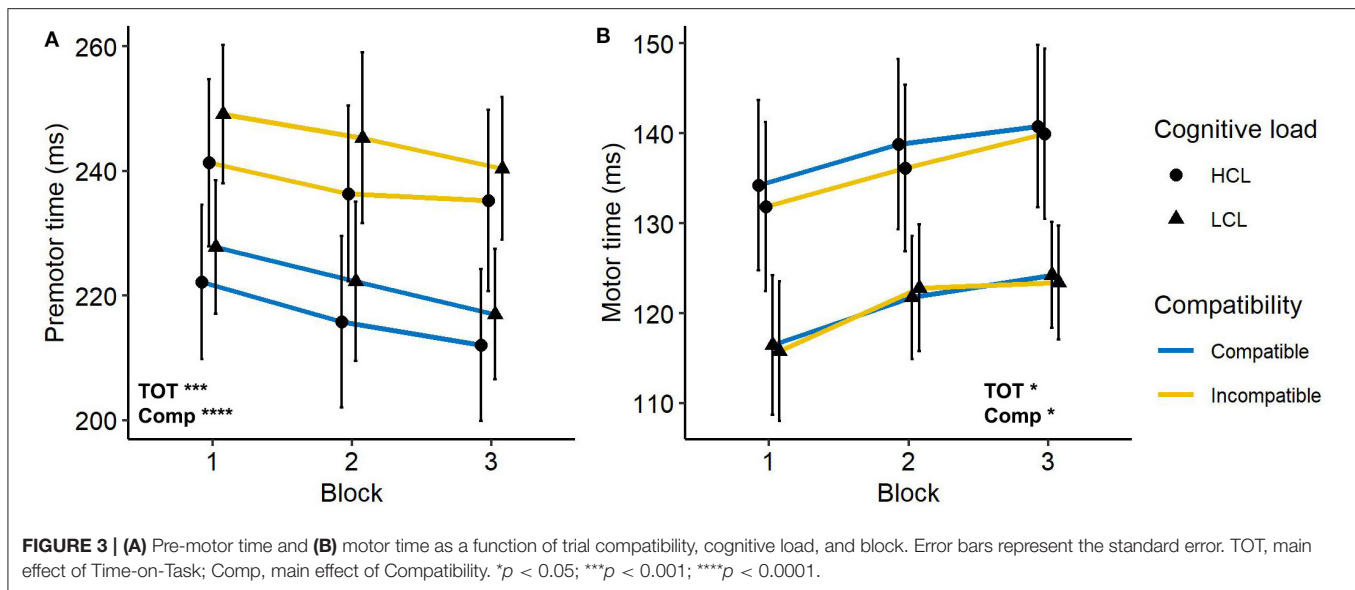 A
260
240
220
200
Premotor time (ms)
TOT ***
Comp ****
1 2 3
Block
B
150
140
130
120
110
Motor time (ms)
TOT *
Comp *
1 2 3
Block
Cognitive load
HCL
LCL
Compatibility
Compatible
Incompatible
FIGURE 3 | (A) Pre-motor time and (B) motor time as a function of trial compatibility, cognitive load, and block. Error bars represent the standard error. TOT, main
effect of Time-on-Task; Comp, main effect of Compatibility. *p < 0.05; ***p < 0.001; ****p < 0.0001.